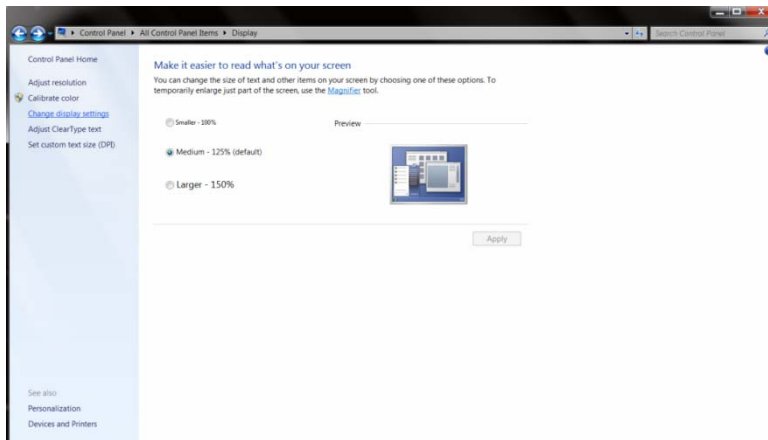 Control Panel ▸ All Control Panel Items ▸ Display
Search Control Panel
Control Panel Home
Adjust resolution
Calibrate color
Change display settings
Adjust ClearType text
Set custom text size (DPI)
See also
Personalization
Devices and Printers
Make it easier to read what's on your screen
You can change the size of text and other items on your screen by choosing one of these options. To
temporarily enlarge just part of the screen, use the Magnifier tool.
Smaller - 100%
Preview
Medium - 125% (default)
Larger - 150%
Apply